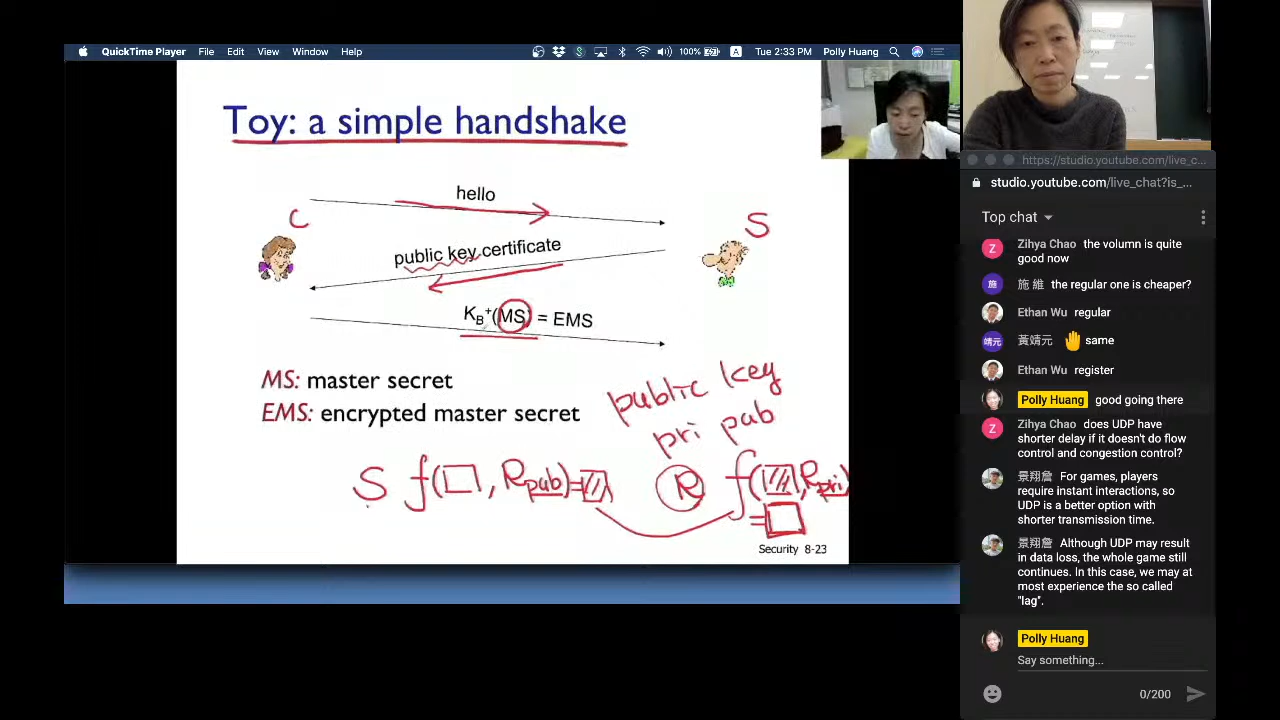 QuickTime Player File Edit View Window Help 100% A Tue 2:33 PM Polly Huang
Toy: a simple handshake
hello
C
S
public key certificate
KB+(MS) = EMS
MS: master secret
EMS: encrypted master secret
public key
pri pub
S f(□, Rpub)=
R f( , Rpri)
=□
Security 8-23
https://studio.youtube.com/live_c...
studio.youtube.com/live_chat?is_...
Top chat
Zihya Chao the volumn is quite
good now
施 維 the regular one is cheaper?
Ethan Wu regular
黃靖元 same
Ethan Wu register
Polly Huang good going there
Zihya Chao does UDP have
shorter delay if it doesn't do flow
control and congestion control?
景翔詹 For games, players
require instant interactions, so
UDP is a better option with
shorter transmission time.
景翔詹 Although UDP may result
in data loss, the whole game still
continues. In this case, we may at
most experience the so called
"lag".
Polly Huang
Say something...
0/200